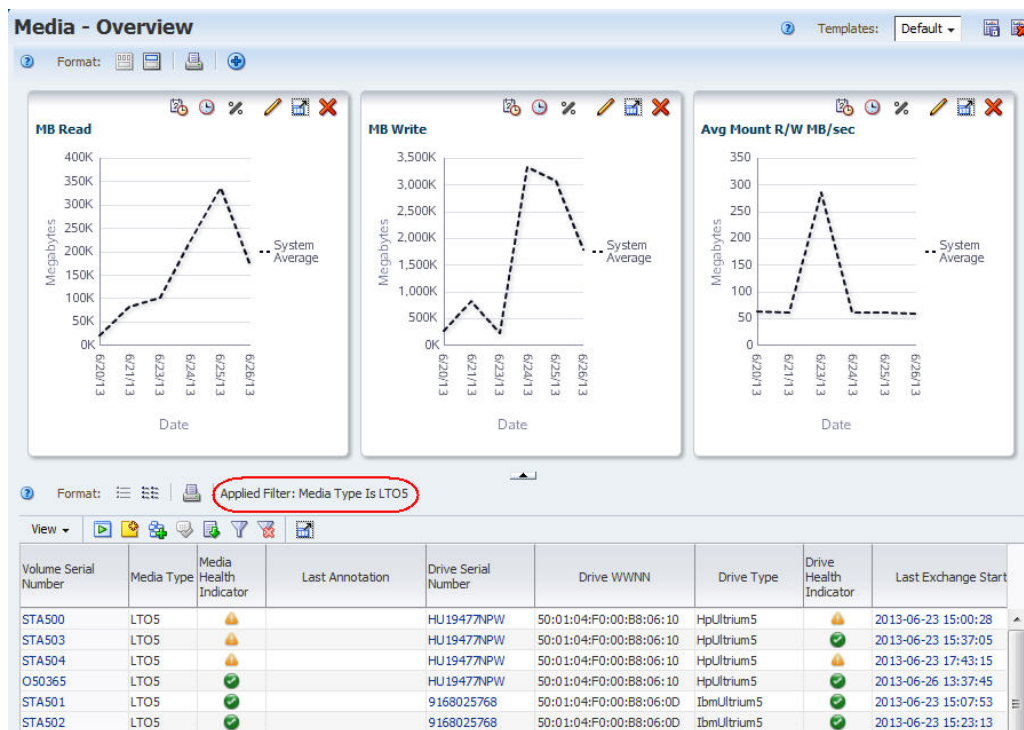 Media - Overview
Templates: Default
Format:
MB Read
400K
350K
300K
250K
200K
150K
100K
50K
0K
Megabytes
6/20/13
6/21/13
6/23/13
6/24/13
6/25/13
6/26/13
Date
System
Average
MB Write
3,500K
3,000K
2,500K
2,000K
1,500K
1,000K
500K
0K
Megabytes
6/20/13
6/21/13
6/23/13
6/24/13
6/25/13
6/26/13
Date
System
Average
Avg Mount R/W MB/sec
350
300
250
200
150
100
50
0
Megabytes
6/20/13
6/21/13
6/23/13
6/24/13
6/25/13
6/26/13
Date
System
Average
Format: Applied Filter: Media Type Is LTO5
View
Volume Serial Number Media Type Media Health Indicator Last Annotation Drive Serial Number Drive WWNN Drive Type Drive Health Indicator Last Exchange Start
STA500 LTO5 HU19477NPW 50:01:04:F0:00:B8:06:10 HpUltrium5 2013-06-23 15:00:28
STA503 LTO5 HU19477NPW 50:01:04:F0:00:B8:06:10 HpUltrium5 2013-06-23 15:37:05
STA504 LTO5 HU19477NPW 50:01:04:F0:00:B8:06:10 HpUltrium5 2013-06-23 17:43:15
O50365 LTO5 HU19477NPW 50:01:04:F0:00:B8:06:10 HpUltrium5 2013-06-26 13:37:45
STA501 LTO5 9168025768 50:01:04:F0:00:B8:06:0D IbmUltrium5 2013-06-23 15:07:53
STA502 LTO5 9168025768 50:01:04:F0:00:B8:06:0D IbmUltrium5 2013-06-23 15:23:13